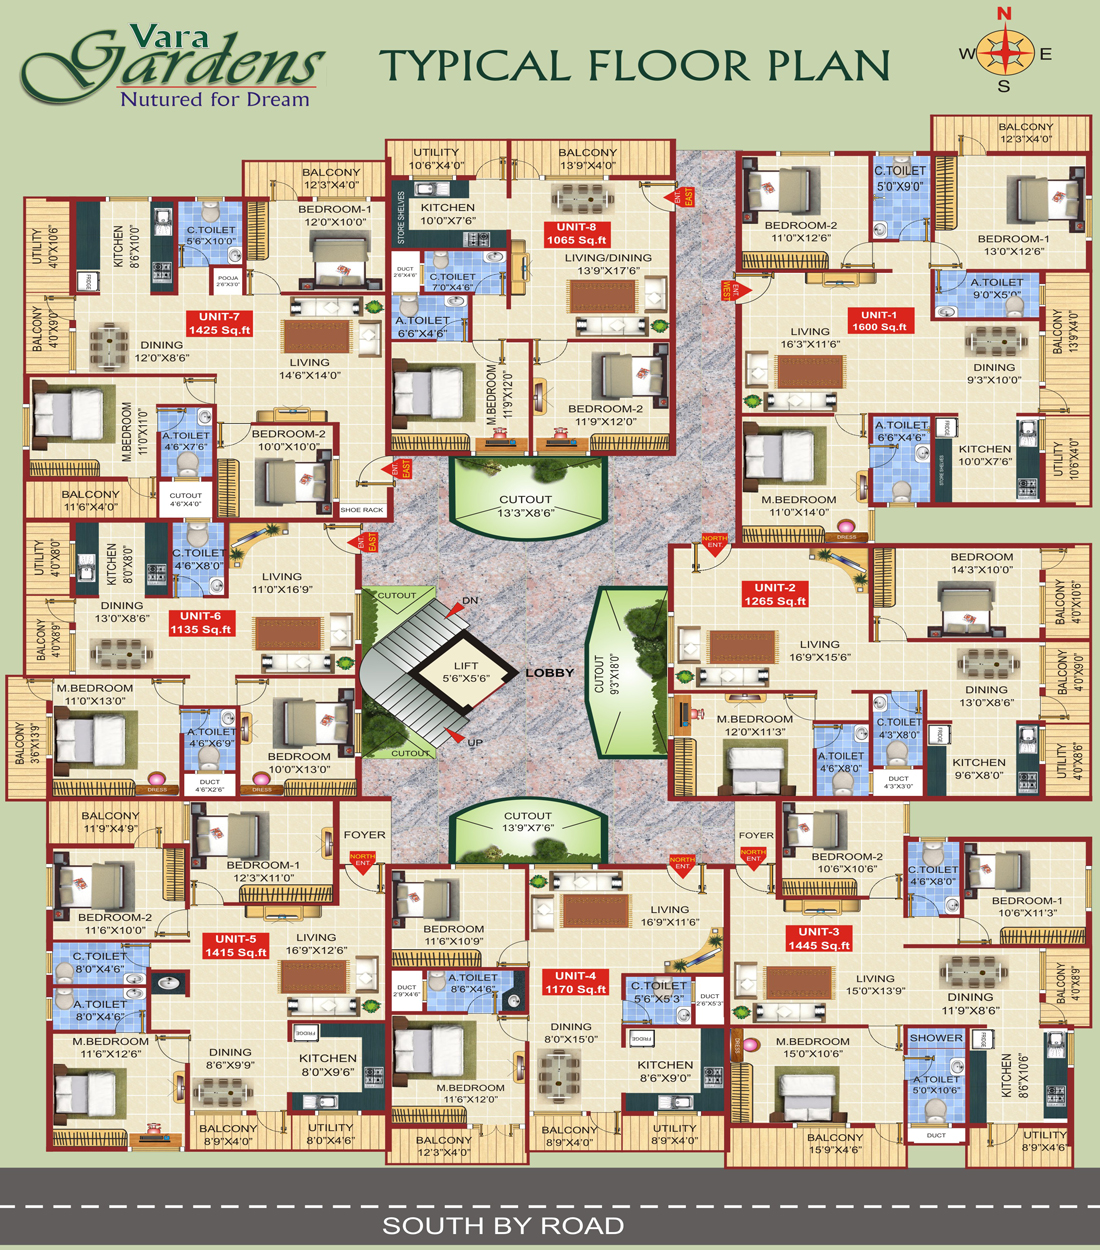 Vara
Gardens
Nutured for Dream
TYPICAL FLOOR PLAN
N
W
E
S
BALCONY
12'3"X4'0"
UTILITY
4'0"X10'6"
KITCHEN
8'6"X10'0"
FRIDGE
C.TOILET
5'6"X10'0"
POOJA
2'6"X3'0"
BEDROOM-1
12'0"X10'0"
UNIT-7
1425 Sq.ft
BALCONY
4'0"X9'0"
DINING
12'0"X8'6"
LIVING
14'6"X14'0"
M.BEDROOM
11'0"X11'0"
A.TOILET
4'6"X7'6"
BEDROOM-2
10'0"X10'0"
BALCONY
11'6"X4'0"
CUTOUT
4'6"X4'0"
SHOE RACK
ENT.
EAST
UTILITY
10'6"X4'0"
BALCONY
13'9"X4'0"
STORE SHELVES
KITCHEN
10'0"X7'6"
UNIT-8
1065 Sq.ft
ENT.
EAST
DUCT
2'6"X4'6"
C.TOILET
7'0"X4'6"
LIVING/DINING
13'9"X17'6"
A.TOILET
6'6"X4'6"
M.BEDROOM
11'9"X12'0"
BEDROOM-2
11'9"X12'0"
CUTOUT
13'3"X8'6"
BALCONY
12'3"X4'0"
C.TOILET
5'0"X9'0"
BEDROOM-2
11'0"X12'6"
BEDROOM-1
13'0"X12'6"
ENT.
WEST
A.TOILET
9'0"X5'0"
UNIT-1
1600 Sq.ft
LIVING
16'3"X11'6"
DINING
9'3"X10'0"
BALCONY
13'9"X4'0"
A.TOILET
6'6"X4'6"
FRIDGE
STORE SHELVES
KITCHEN
10'0"X7'6"
UTILITY
10'6"X4'0"
M.BEDROOM
11'0"X14'0"
DRESS
UTILITY
4'0"X8'0"
KITCHEN
8'0"X8'0"
C.TOILET
4'6"X8'0"
LIVING
11'0"X16'9"
ENT.
EAST
DINING
13'0"X8'6"
UNIT-6
1135 Sq.ft
BALCONY
4'0"X8'9"
M.BEDROOM
11'0"X13'0"
BALCONY
3'6"X13'9"
A.TOILET
4'6"X6'9"
BEDROOM
10'0"X13'0"
DRESS
DUCT
4'6"X2'6"
DRESS
CUTOUT
DN
LIFT
5'6"X5'6"
LOBBY
UP
CUTOUT
CUTOUT
9'3"X18'0"
NORTH
ENT.
UNIT-2
1265 Sq.ft
BEDROOM
14'3"X10'0"
BALCONY
4'0"X10'6"
LIVING
16'9"X15'6"
DINING
13'0"X8'6"
BALCONY
4'0"X9'0"
M.BEDROOM
12'0"X11'3"
C.TOILET
4'3"X8'0"
A.TOILET
4'6"X8'0"
DUCT
4'3"X3'0"
FRIDGE
KITCHEN
9'6"X8'0"
UTILITY
4'0"X8'6"
BALCONY
11'9"X4'9"
BEDROOM-1
12'3"X11'0"
FOYER
NORTH
ENT.
BEDROOM-2
11'6"X10'0"
UNIT-5
1415 Sq.ft
LIVING
16'9"X12'6"
C.TOILET
8'0"X4'6"
A.TOILET
8'0"X4'6"
M.BEDROOM
11'6"X12'6"
DINING
8'6"X9'9"
FRIDGE
KITCHEN
8'0"X9'6"
BALCONY
8'9"X4'0"
UTILITY
8'0"X4'6"
CUTOUT
13'9"X7'6"
NORTH
ENT.
BEDROOM
11'6"X10'9"
LIVING
16'9"X11'6"
UNIT-4
1170 Sq.ft
DUCT
2'9"X4'6"
A.TOILET
8'6"X4'6"
C.TOILET
5'6"X5'3"
DUCT
2'6"X5'3"
DINING
8'0"X15'0"
FRIDGE
KITCHEN
8'6"X9'0"
M.BEDROOM
11'6"X12'0"
BALCONY
12'3"X4'0"
BALCONY
8'9"X4'0"
UTILITY
8'9"X4'0"
FOYER
NORTH
ENT.
BEDROOM-2
10'6"X10'6"
C.TOILET
4'6"X8'0"
BEDROOM-1
10'6"X11'3"
UNIT-3
1445 Sq.ft
LIVING
15'0"X13'9"
DINING
11'9"X8'6"
BALCONY
4'0"X8'9"
DRESS
M.BEDROOM
15'0"X10'6"
SHOWER
A.TOILET
5'0"X10'6"
FRIDGE
KITCHEN
8'6"X10'6"
BALCONY
15'9"X4'6"
DUCT
UTILITY
8'9"X4'6"
SOUTH BY ROAD